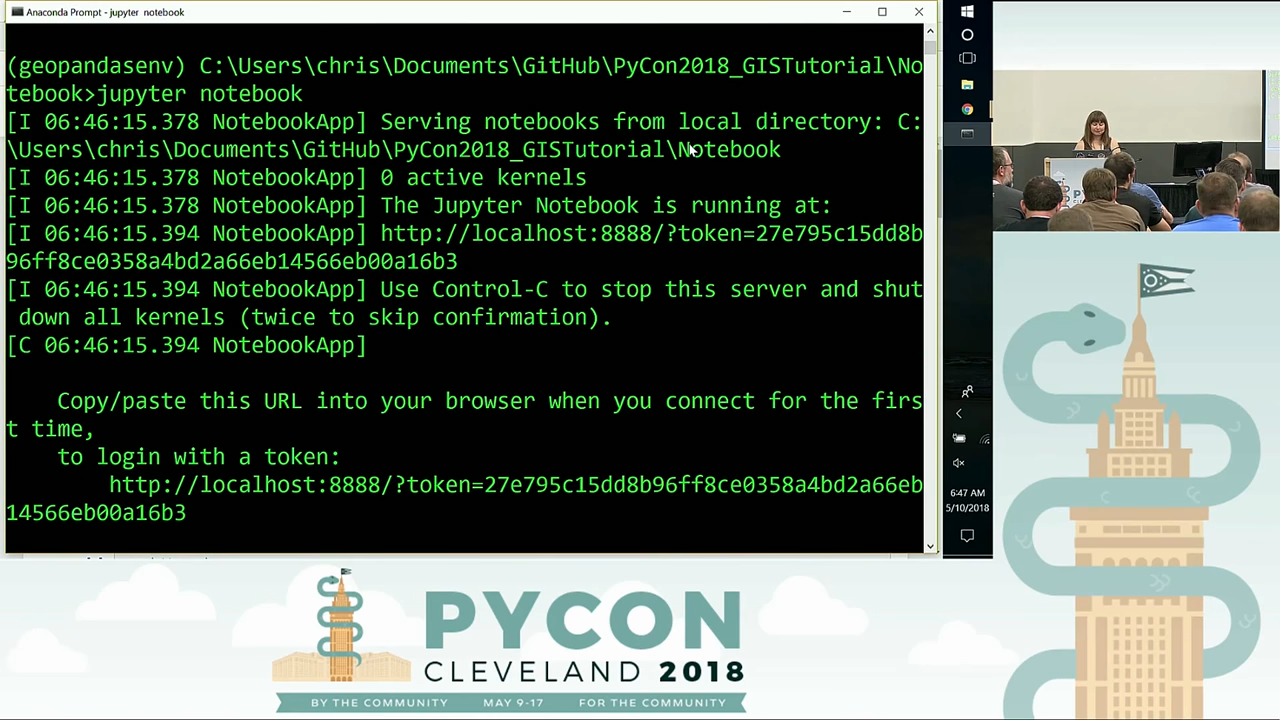 Anaconda Prompt - jupyter notebook
(geopandasenv) C:\Users\chris\Documents\GitHub\PyCon2018_GISTutorial\No
tebook>jupyter notebook
[I 06:46:15.378 NotebookApp] Serving notebooks from local directory: C:
\Users\chris\Documents\GitHub\PyCon2018_GISTutorial\Notebook
[I 06:46:15.378 NotebookApp] 0 active kernels
[I 06:46:15.378 NotebookApp] The Jupyter Notebook is running at:
[I 06:46:15.394 NotebookApp] http://localhost:8888/?token=27e795c15dd8b
96ff8ce0358a4bd2a66eb14566eb00a16b3
[I 06:46:15.394 NotebookApp] Use Control-C to stop this server and shut
down all kernels (twice to skip confirmation).
[C 06:46:15.394 NotebookApp]
Copy/paste this URL into your browser when you connect for the firs
t time,
to login with a token:
http://localhost:8888/?token=27e795c15dd8b96ff8ce0358a4bd2a66eb
14566eb00a16b3
6:47 AM
5/10/2018
PYCON
CLEVELAND 2018
BY THE COMMUNITY MAY 9-17 FOR THE COMMUNITY